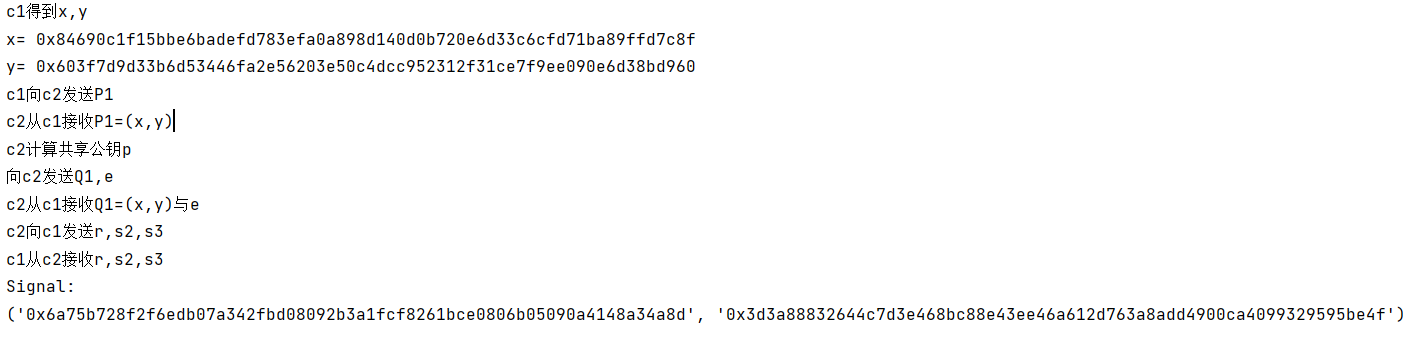 c1得到x,y
x= 0x84690c1f15bbe6badefd783efa0a898d140d0b720e6d33c6cfd71ba89ffd7c8f
y= 0x603f7d9d33b6d53446fa2e56203e50c4dcc952312f31ce7f9ee090e6d38bd960
c1向c2发送P1
c2从c1接收P1=(x,y)
c2计算共享公钥p
向c2发送Q1,e
c2从c1接收Q1=(x,y)与e
c2向c1发送r,s2,s3
c1从c2接收r,s2,s3
Signal:
('0x6a75b728f2f6edb07a342fbd08092b3a1fcf8261bce0806b05090a4148a34a8d', '0x3d3a88832644c7d3e468bc88e43ee46a612d763a8add4900ca4099329595be4f')